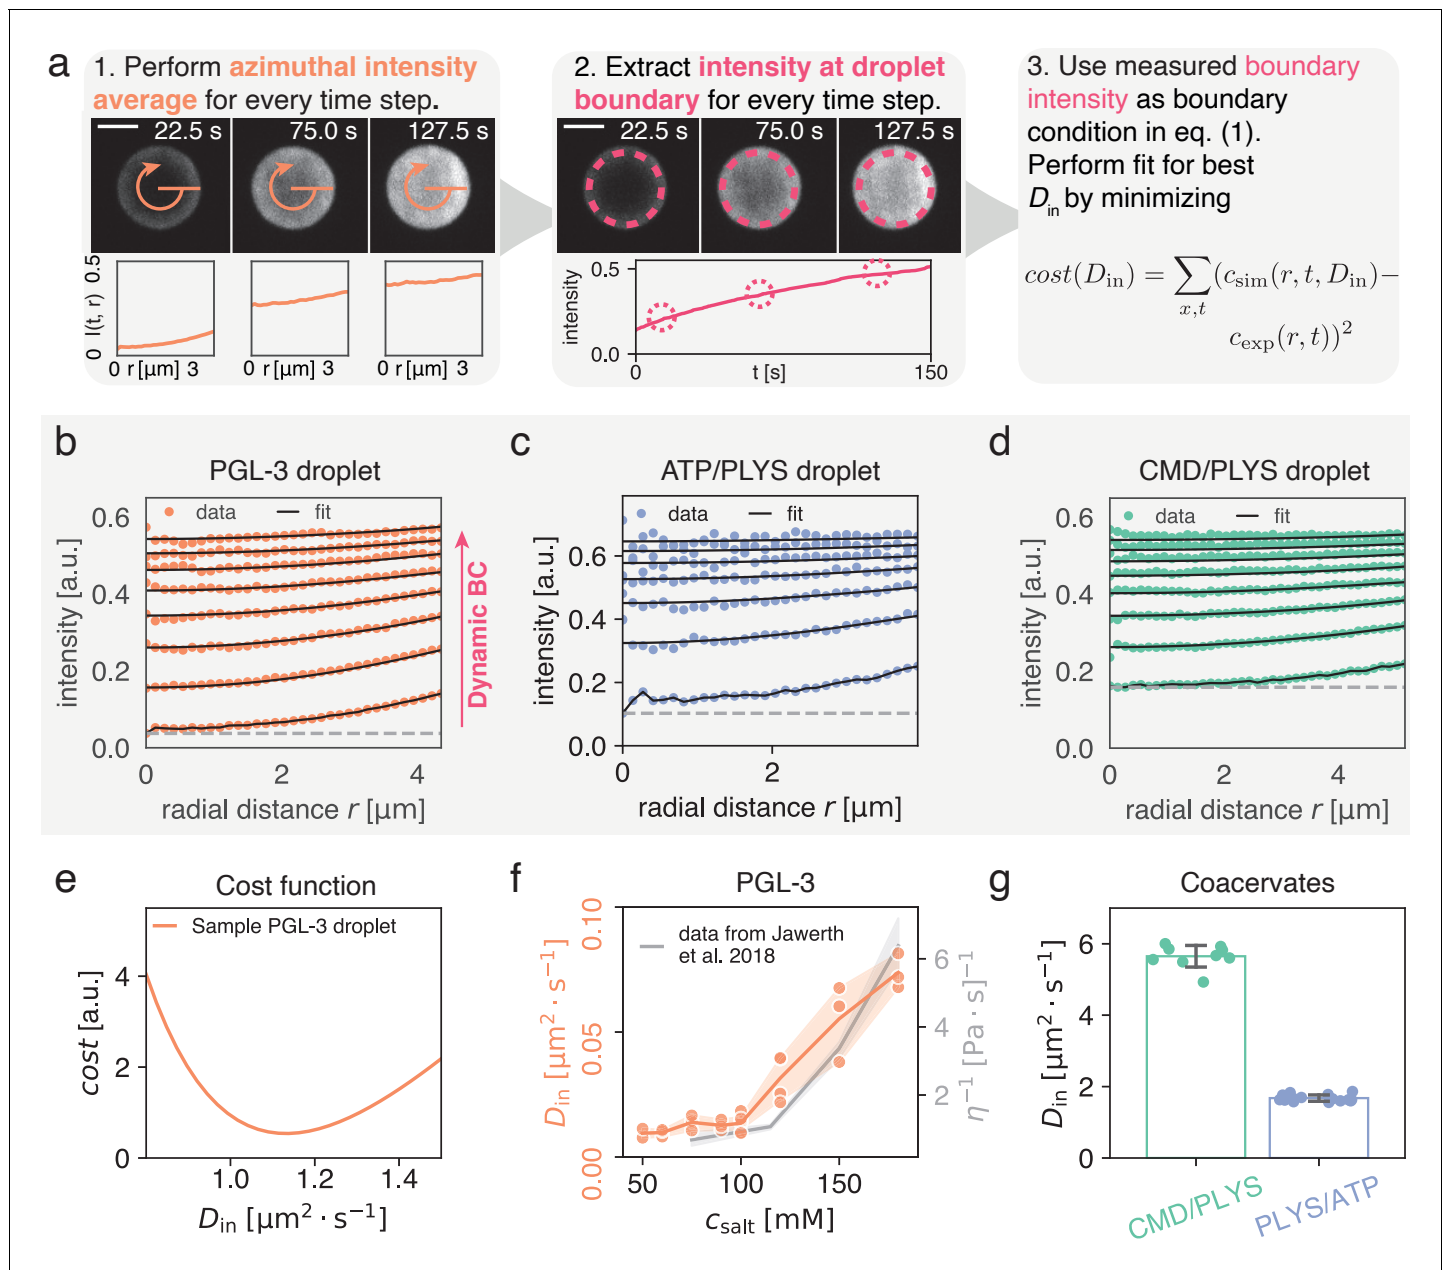 a
1. Perform azimuthal intensity
average for every time step.
22.5 s
75.0 s
127.5 s
0 I(t, r) 0.5
0 r [µm] 3
0 r [µm] 3
0 r [µm] 3
2. Extract intensity at droplet
boundary for every time step.
22.5 s
75.0 s
127.5 s
intensity
0.5
0.0
0
t [s]
150
3. Use measured boundary
intensity as boundary
condition in eq. (1).
Perform fit for best
D_in by minimizing
cost(D_in) = ∑_{x,t} (c_sim(r, t, D_in) −
c_exp(r, t))²
b
PGL-3 droplet
data
fit
intensity [a.u.]
0.6
0.4
0.2
0.0
0
2
4
radial distance r [µm]
Dynamic BC
c
ATP/PLYS droplet
data
fit
intensity [a.u.]
0.6
0.4
0.2
0.0
0
2
radial distance r [µm]
d
CMD/PLYS droplet
data
fit
intensity [a.u.]
0.6
0.4
0.2
0.0
0
2
4
radial distance r [µm]
e
Cost function
Sample PGL-3 droplet
cost [a.u.]
4
2
0
1.0
1.2
1.4
D_in [µm² · s⁻¹]
f
PGL-3
data from Jawerth
et al. 2018
D_in [µm² · s⁻¹]
0.10
0.05
0.00
50
100
150
c_salt [mM]
6
4
2
η⁻¹ [Pa · s]⁻¹
g
Coacervates
D_in [µm² · s⁻¹]
6
4
2
0
CMD/PLYS
PLYS/ATP